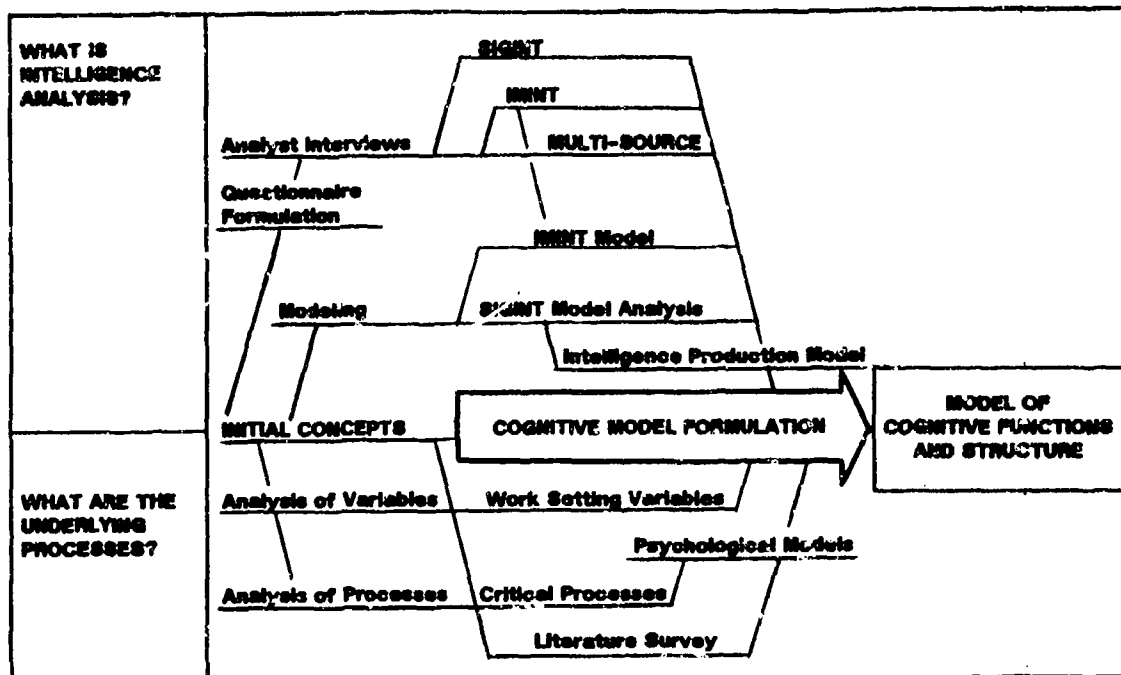 WHAT IS
INTELLIGENCE
ANALYSIS?
SIGINT
IMINT
Analyst Interviews
MULTI-SOURCE
Questionnaire
Formulation
IMINT Model
Modeling
SIGINT Model Analysis
Intelligence Production Model
INITIAL CONCEPTS
COGNITIVE MODEL FORMULATION
MODEL OF
COGNITIVE FUNCTIONS
AND STRUCTURE
WHAT ARE THE
UNDERLYING
PROCESSES?
Analysis of Variables
Work Setting Variables
Psychological Models
Analysis of Processes
Critical Processes
Literature Survey